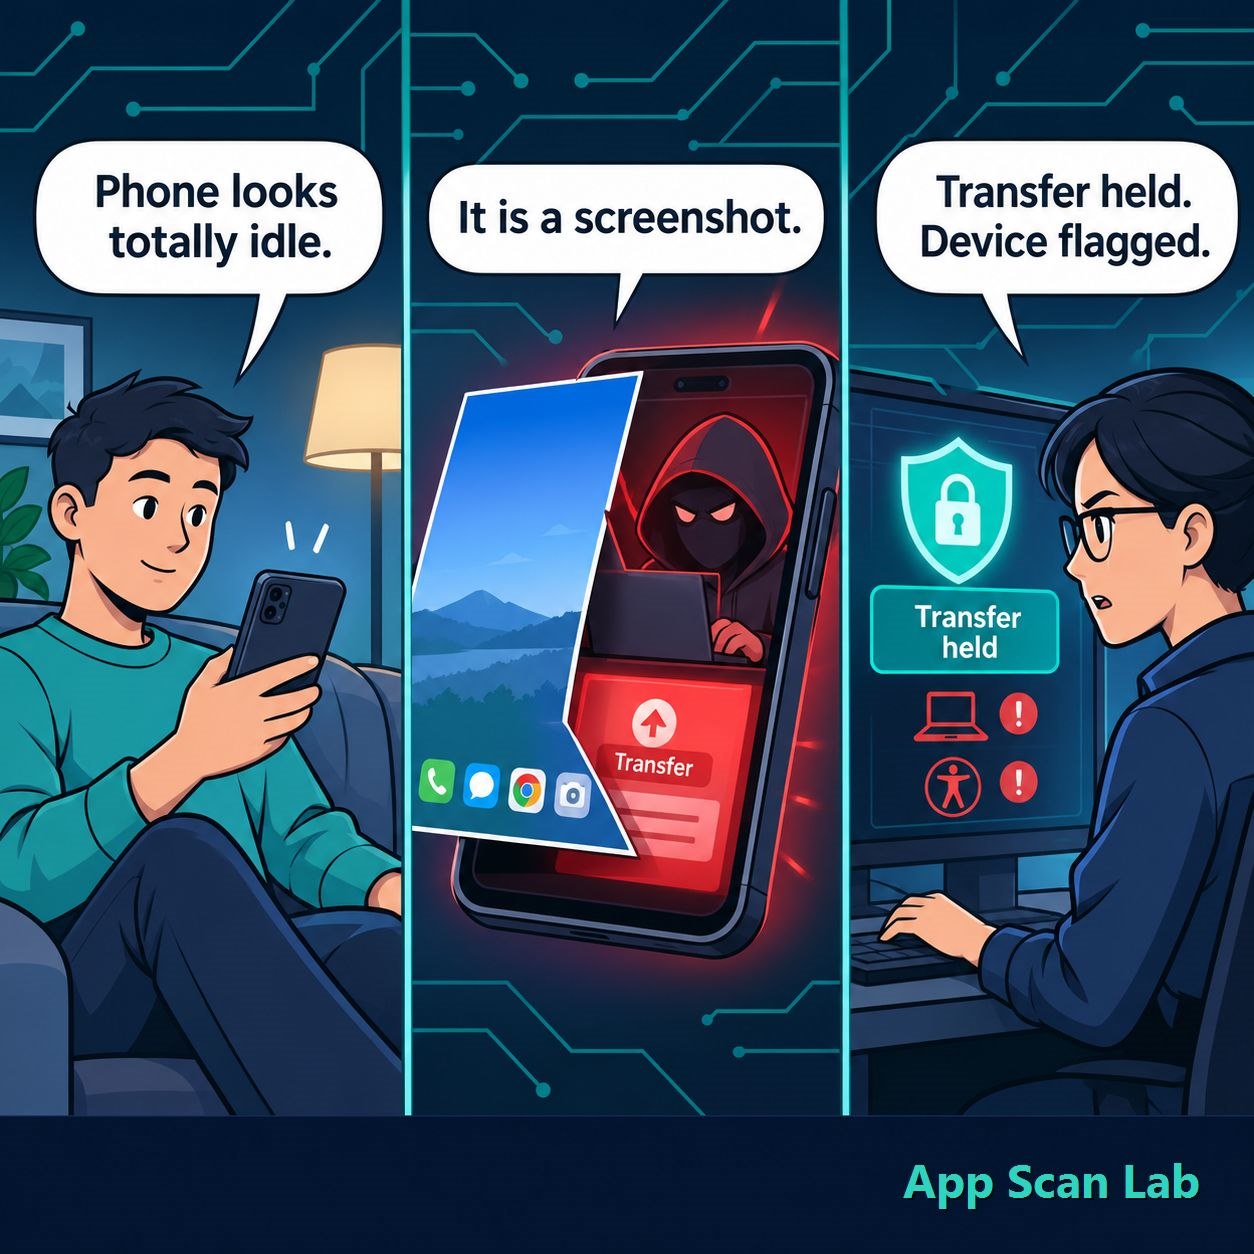 Phone looks
totally idle.
It is a screenshot.
Transfer
Transfer held.
Device flagged.
Transfer
held
App Scan Lab